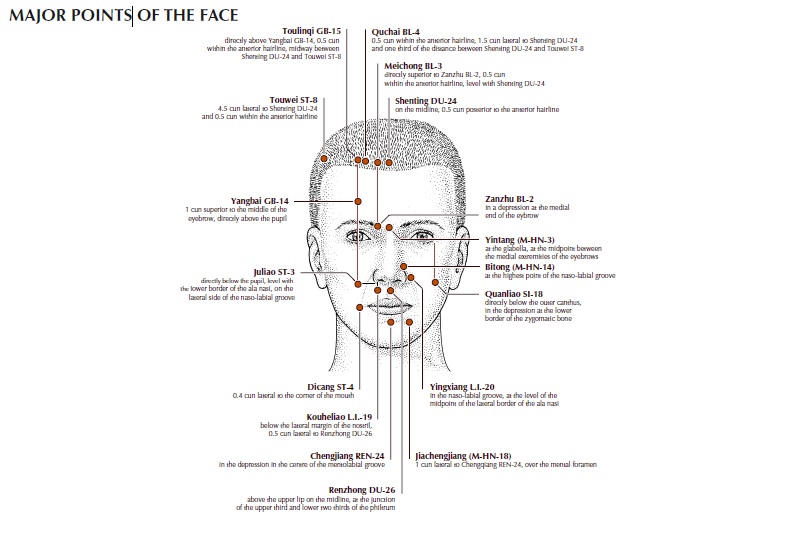 MAJOR POINTS OF THE FACE
Toulinqi GB-15
direcily above Yangbai GB-14, 0.5 cun
within the anterior hairline, midway between
Shenting DU-24 and Touwei ST-8
Quchai BL-4
0.5 cun within the anterior hairline, 1.5 cun lateral to Shenting DU-24
and one third of the distance between Shenting DU-24 and Touwei ST-8
Meichong BL-3
directly superior to Zanzhu BL-2, 0.5 cun
within the anterior hairline, level with Shenting DU-24
Touwei ST-8
4.5 cun lateral to Shenting DU-24
and 0.5 cun within the anterior hairline
Shenting DU-24
on the midline, 0.5 cun posterior to the anterior hairline
Yangbai GB-14
1 cun superior to the middle of the
eyebrow, directly above the pupil
Zanzhu BL-2
in a depression at the medial
end of the eybrow
Yintang (M-HN-3)
at the glabella, at the midpoint between
the medial exremities of the eyebrows
Bitong (M-HN-14)
at the highest point of the naso-labial groove
Juliao ST-3
directly below the pupil, level with
the lower border of the ala nasi, on the
lateral side of the naso-labial groove
Quanliao SI-18
directly below the outer canthus,
in the depression at the lower
border of the zygomatic bone
Dicang ST-4
0.4 cun lateral to the corner of the mouth
Yingxiang L.I.-20
in the naso-labial groove, at the level of the
midpoint of the lateral border of the ala nasi
Kouheliao L.I.-19
below the lateral margin of the nostril,
0.5 cun lateral to Renzhong DU-26
Chengjiang REN-24
in the depression in the centre of the mentolabial groove
Jiachengjiang (M-HN-18)
1 cun lateral to Chengqiang REN-24, over the mental foramen
Renzhong DU-26
above the upper lip on the midline, at the junction
of the upper third and lower two thirds of the philtrum